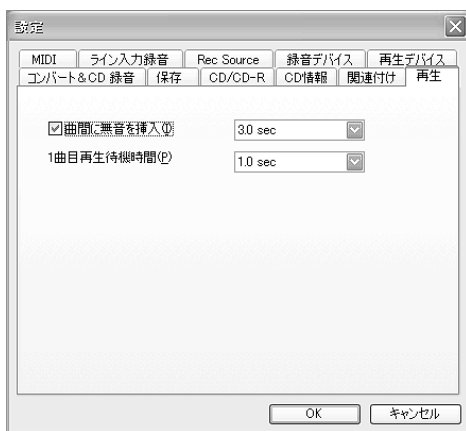 設定
MIDI ライン入力録音 Rec Source 録音デバイス 再生デバイス
コンバート&CD 録音 保存 CD/CD-R CD情報 関連付け 再生
曲間に無音を挿入(I) 3.0 sec
1曲目再生待機時間(P) 1.0 sec
OK キャンセル